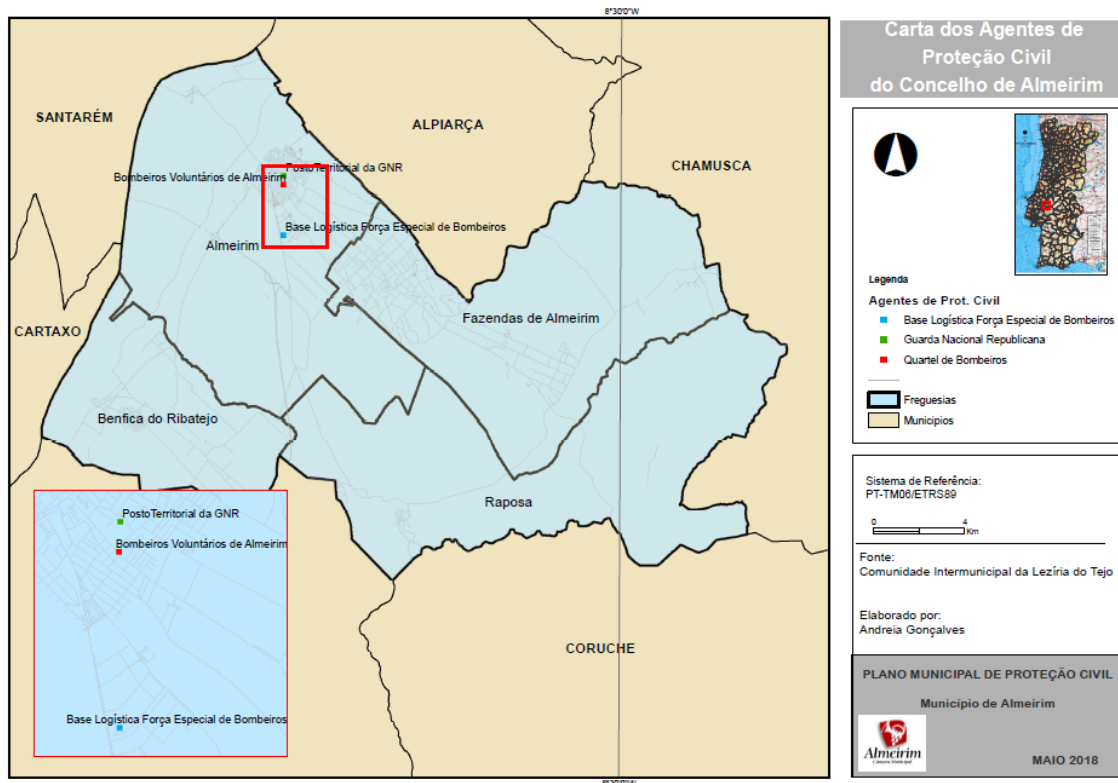 8°30'0"W
SANTARÉM
ALPIARÇA
CHAMUSCA
PostoTerritorial da GNR
Bombeiros Voluntários de Almeirim
Base Logística Força Especial de Bombeiros
Almeirim
Fazendas de Almeirim
CARTAXO
Benfica do Ribatejo
Raposa
PostoTerritorial da GNR
Bombeiros Voluntários de Almeirim
Base Logística Força Especial de Bombeiros
CORUCHE
8°30'0"W
Carta dos Agentes de
Proteção Civil
do Concelho de Almeirim
Legenda
Agentes de Prot. Civil
Base Logística Força Especial de Bombeiros
Guarda Nacional Republicana
Quartel de Bombeiros
Freguesias
Municipios
Sistema de Referência:
PT-TM06/ETRS89
0 4
Km
Fonte:
Comunidade Intermunicipal da Lezíria do Tejo
Elaborado por:
Andreia Gonçalves
PLANO MUNICIPAL DE PROTEÇÃO CIVIL
Município de Almeirim
Almeirim
Câmara Municipal
MAIO 2018